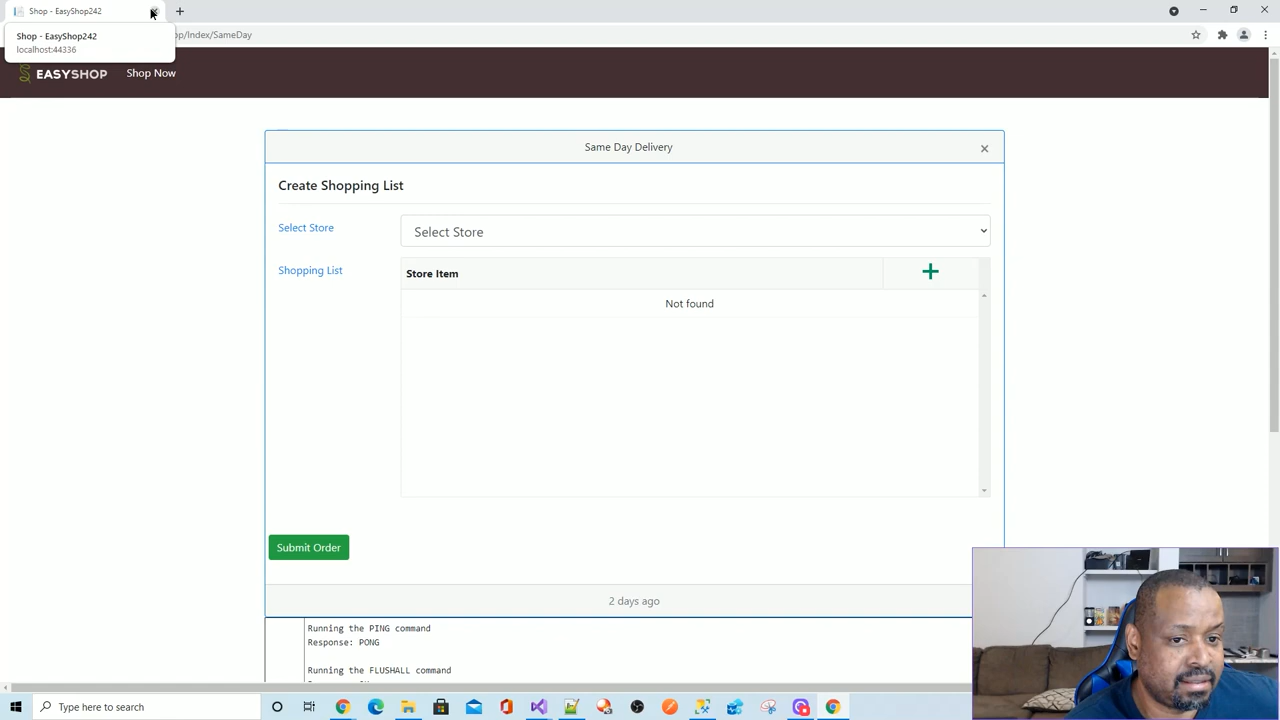 Shop - EasyShop242
Shop - EasyShop242
localhost:44336
op/Index/SameDay
EASYSHOP
Shop Now
Same Day Delivery
×
Create Shopping List
Select Store
Select Store
Shopping List
Store Item
+
Not found
Submit Order
2 days ago
Running the PING command
Response: PONG
Running the FLUSHALL command
Type here to search